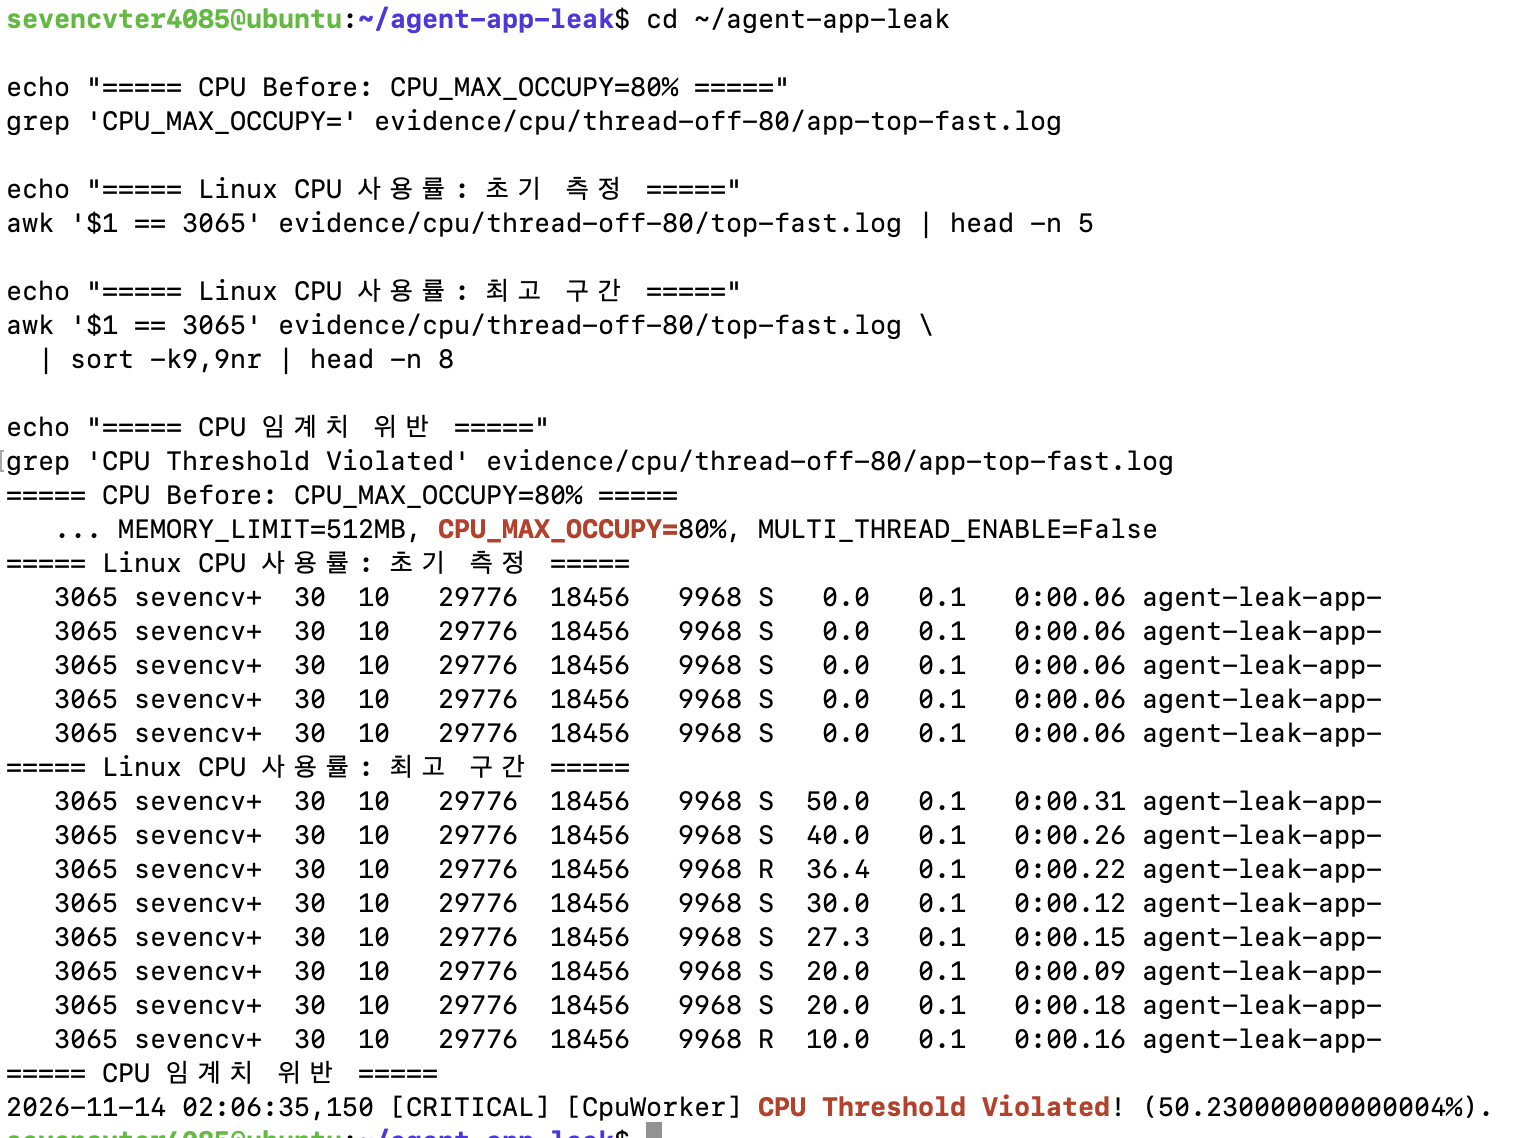 sevencvter4085@ubuntu:~/agent-app-leak$ cd ~/agent-app-leak
echo "===== CPU Before: CPU_MAX_OCCUPY=80% ====="
grep 'CPU_MAX_OCCUPY=' evidence/cpu/thread-off-80/app-top-fast.log
echo "===== Linux CPU 사용률: 초기 측정 ====="
awk '$1 == 3065' evidence/cpu/thread-off-80/top-fast.log | head -n 5
echo "===== Linux CPU 사용률: 최고 구간 ====="
awk '$1 == 3065' evidence/cpu/thread-off-80/top-fast.log \
| sort -k9,9nr | head -n 8
echo "===== CPU 임계치 위반 ====="
grep 'CPU Threshold Violated' evidence/cpu/thread-off-80/app-top-fast.log
===== CPU Before: CPU_MAX_OCCUPY=80% =====
... MEMORY_LIMIT=512MB, CPU_MAX_OCCUPY=80%, MULTI_THREAD_ENABLE=False
===== Linux CPU 사용률: 초기 측정 =====
3065 sevencv+ 30 10 29776 18456 9968 S 0.0 0.1 0:00.06 agent-leak-app-
3065 sevencv+ 30 10 29776 18456 9968 S 0.0 0.1 0:00.06 agent-leak-app-
3065 sevencv+ 30 10 29776 18456 9968 S 0.0 0.1 0:00.06 agent-leak-app-
3065 sevencv+ 30 10 29776 18456 9968 S 0.0 0.1 0:00.06 agent-leak-app-
3065 sevencv+ 30 10 29776 18456 9968 S 0.0 0.1 0:00.06 agent-leak-app-
===== Linux CPU 사용률: 최고 구간 =====
3065 sevencv+ 30 10 29776 18456 9968 S 50.0 0.1 0:00.31 agent-leak-app-
3065 sevencv+ 30 10 29776 18456 9968 S 40.0 0.1 0:00.26 agent-leak-app-
3065 sevencv+ 30 10 29776 18456 9968 R 36.4 0.1 0:00.22 agent-leak-app-
3065 sevencv+ 30 10 29776 18456 9968 S 30.0 0.1 0:00.12 agent-leak-app-
3065 sevencv+ 30 10 29776 18456 9968 S 27.3 0.1 0:00.15 agent-leak-app-
3065 sevencv+ 30 10 29776 18456 9968 S 20.0 0.1 0:00.09 agent-leak-app-
3065 sevencv+ 30 10 29776 18456 9968 S 20.0 0.1 0:00.18 agent-leak-app-
3065 sevencv+ 30 10 29776 18456 9968 R 10.0 0.1 0:00.16 agent-leak-app-
===== CPU 임계치 위반 =====
2026-11-14 02:06:35,150 [CRITICAL] [CpuWorker] CPU Threshold Violated! (50.230000000000004%).
sevencvter4085@ubuntu:~/agent-app-leak$